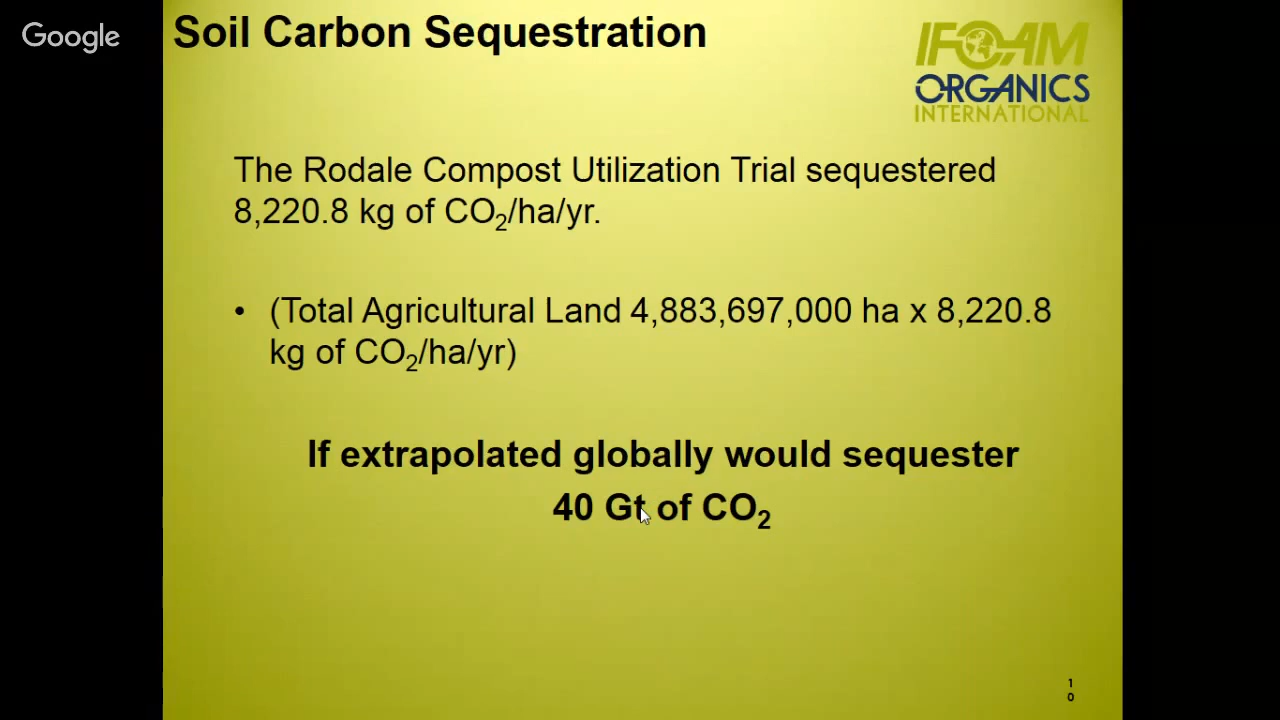 Google
Soil Carbon Sequestration
IFOAM
ORGANICS
INTERNATIONAL
The Rodale Compost Utilization Trial sequestered
8,220.8 kg of CO₂/ha/yr.
• (Total Agricultural Land 4,883,697,000 ha x 8,220.8
kg of CO₂/ha/yr)
If extrapolated globally would sequester
40 Gt of CO₂
1
0